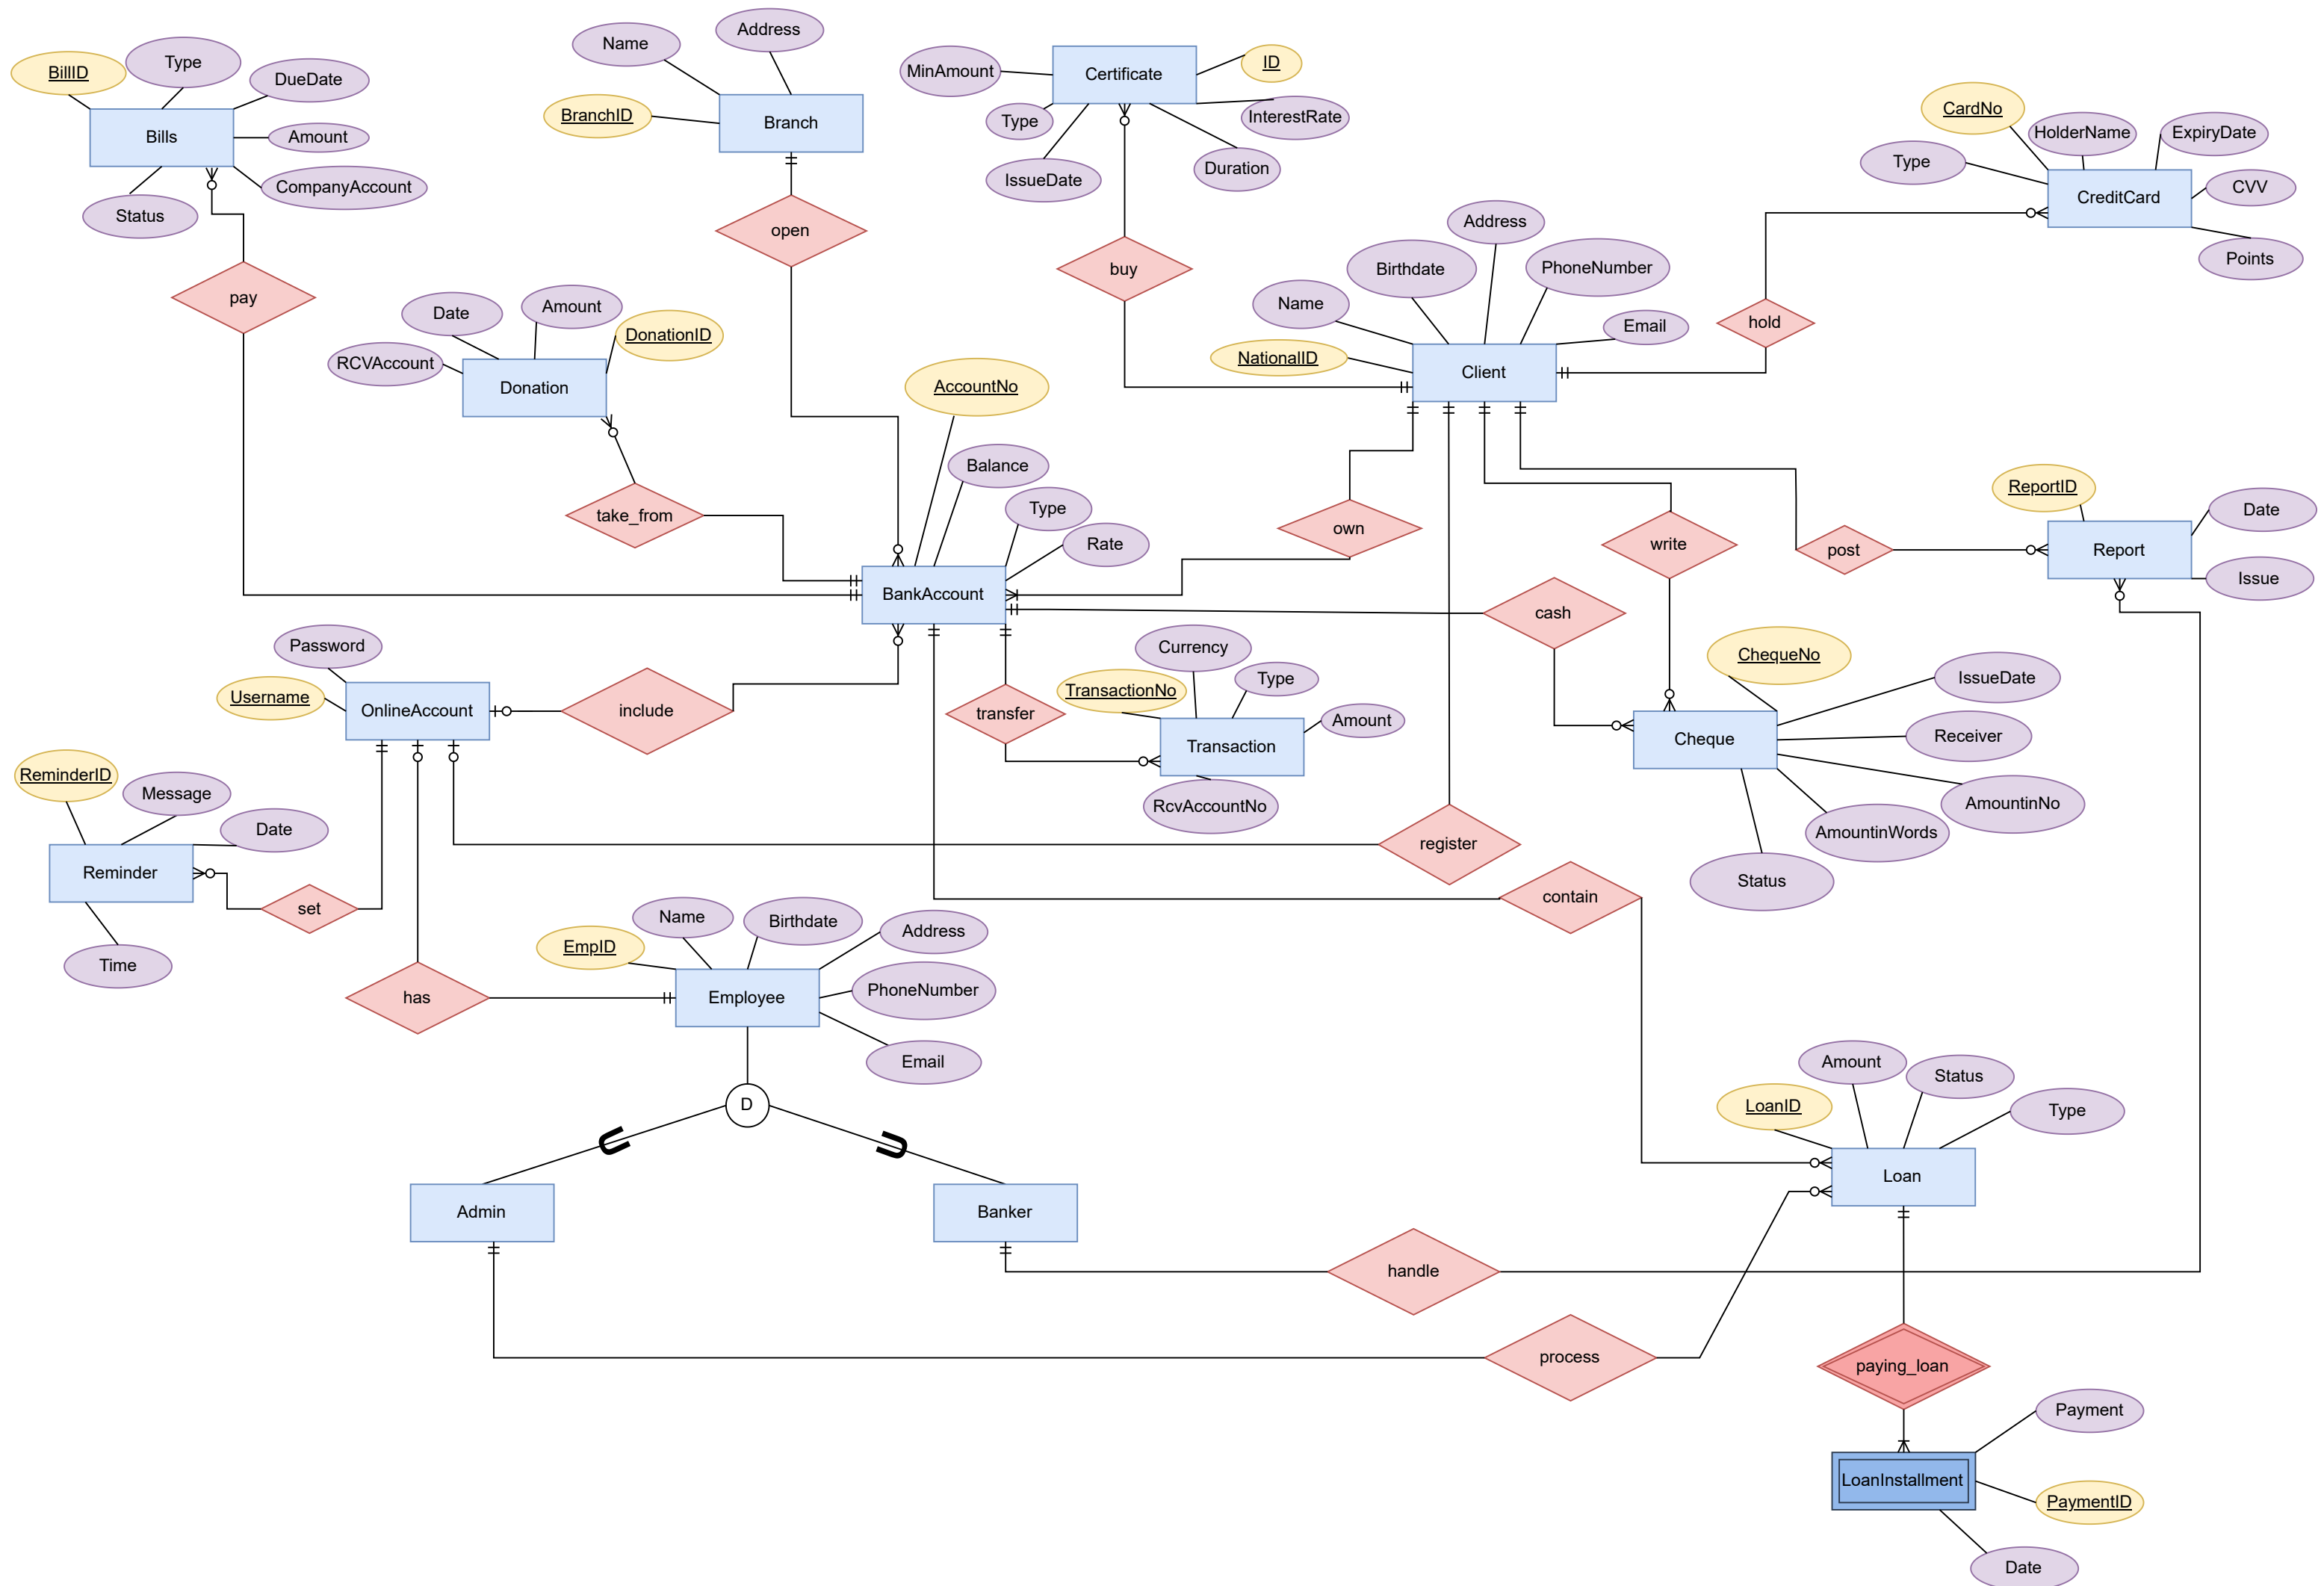 BillID
Type
DueDate
Bills
Amount
CompanyAccount
Status
pay
Name
Address
BranchID
Branch
open
MinAmount
Certificate
ID
Type
InterestRate
IssueDate
Duration
buy
CardNo
HolderName
ExpiryDate
Type
CVV
CreditCard
Points
hold
Address
Birthdate
PhoneNumber
Name
Email
NationalID
Client
Date
Amount
DonationID
RCVAccount
Donation
take_from
AccountNo
Balance
Type
Rate
BankAccount
own
write
post
ReportID
Date
Report
Issue
cash
Password
Username
OnlineAccount
include
transfer
Currency
TransactionNo
Type
Amount
Transaction
RcvAccountNo
ChequeNo
IssueDate
Cheque
Receiver
AmountinNo
AmountinWords
Status
ReminderID
Message
Date
Reminder
set
Time
register
contain
Name
Birthdate
Address
EmpID
PhoneNumber
has
Employee
Email
D
Admin
Banker
Amount
Status
LoanID
Type
Loan
handle
process
paying_loan
Payment
LoanInstallment
PaymentID
Date